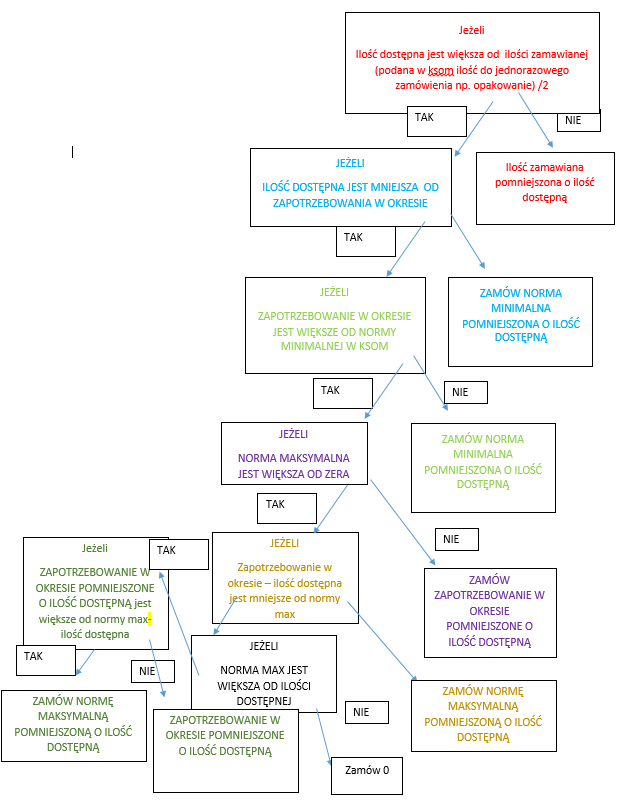 Jeżeli
Ilość dostępna jest większa od ilości zamawianej
(podana w ksom ilość do jednorazowego
zamówienia np. opakowanie) /2
TAK
NIE
JEŻELI
ILOŚĆ DOSTĘPNA JEST MNIEJSZA OD
ZAPOTRZEBOWANIA W OKRESIE
Ilość zamawiana
pomniejszona o ilość
dostępną
TAK
JEŻELI
ZAPOTRZEBOWANIE W OKRESIE
JEST WIĘKSZE OD NORMY
MINIMALNEJ W KSOM
ZAMÓW NORMA
MINIMALNA
POMNIEJSZONA O ILOŚĆ
DOSTĘPNĄ
TAK
NIE
JEŻELI
NORMA MAKSYMALNA
JEST WIĘKSZA OD ZERA
ZAMÓW NORMA
MINIMALNA
POMNIEJSZONA O ILOŚĆ
DOSTĘPNĄ
TAK
NIE
Jeżeli
ZAPOTRZEBOWANIE W
OKRESIE POMNIEJSZONE
O ILOŚĆ DOSTĘPNĄ jest
większe od normy max-
ilość dostępna
TAK
JEŻELI
Zapotrzebowanie w
okresie – ilość dostępna
jest mniejsze od normy
max
ZAMÓW
ZAPOTRZEBOWANIE W
OKRESIE
POMNIEJSZONE O
ILOŚĆ DOSTĘPNĄ
TAK
NIE
JEŻELI
NORMA MAX JEST
WIĘKSZA OD ILOŚCI
DOSTĘPNEJ
ZAMÓW NORMĘ
MAKSYMALNĄ
POMNIEJSZONĄ O ILOŚĆ
DOSTĘPNĄ
ZAPOTRZEBOWANIE W
OKRESIE POMNIEJSZONE
O ILOŚĆ DOSTĘPNĄ
NIE
ZAMÓW NORMĘ
MAKSYMALNĄ
POMNIEJSZONĄ O ILOŚĆ
DOSTĘPNĄ
Zamów 0